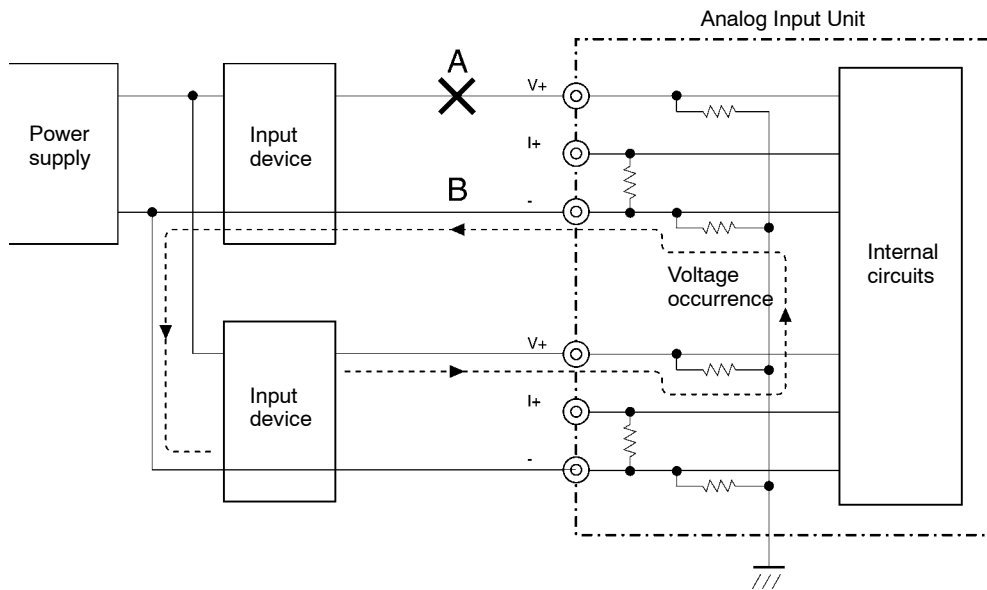 Analog Input Unit
A
V+
Power
supply
Input
device
I+
B
-
Internal
circuits
Voltage
occurrence
V+
Input
device
I+
-